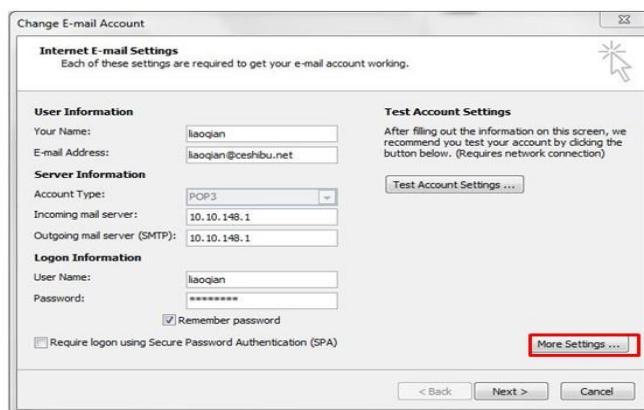 Change E-mail Account
Internet E-mail Settings
Each of these settings are required to get your e-mail account working.
User Information
Your Name:
liaoqian
E-mail Address:
liaoqian@ceshibu.net
Server Information
Account Type:
POP3
Incoming mail server:
10.10.148.1
Outgoing mail server (SMTP):
10.10.148.1
Logon Information
User Name:
liaoqian
Password:
********
Remember password
Require logon using Secure Password Authentication (SPA)
Test Account Settings
After filling out the information on this screen, we
recommend you test your account by clicking the
button below. (Requires network connection)
Test Account Settings ...
More Settings ...
< Back
Next >
Cancel